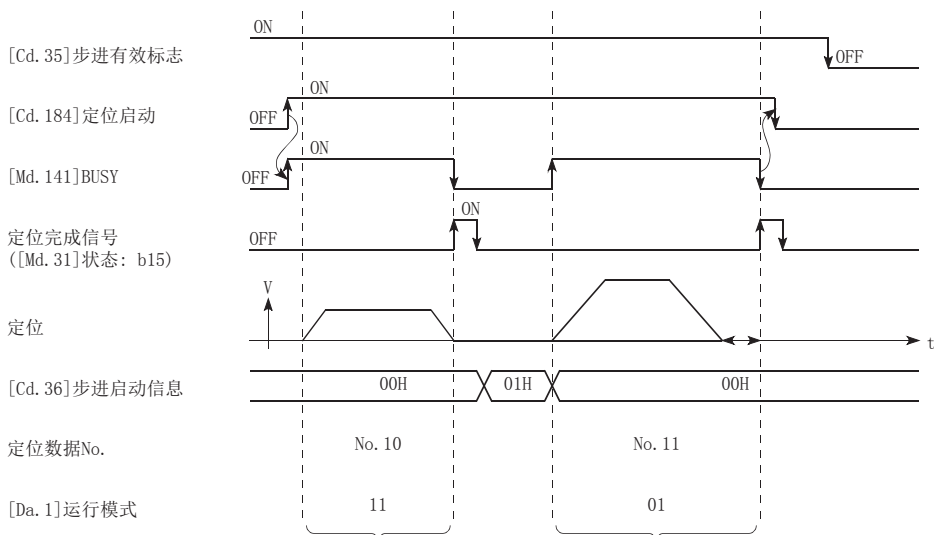 ON
[Cd.35]步进有效标志
OFF
ON
[Cd.184]定位启动
OFF
ON
[Md.141]BUSY
OFF
ON
定位完成信号
([Md.31]状态: b15)
OFF
V
定位
t
[Cd.36]步进启动信息
00H
01H
00H
定位数据No.
No.10
No.11
[Da.1]运行模式
11
01